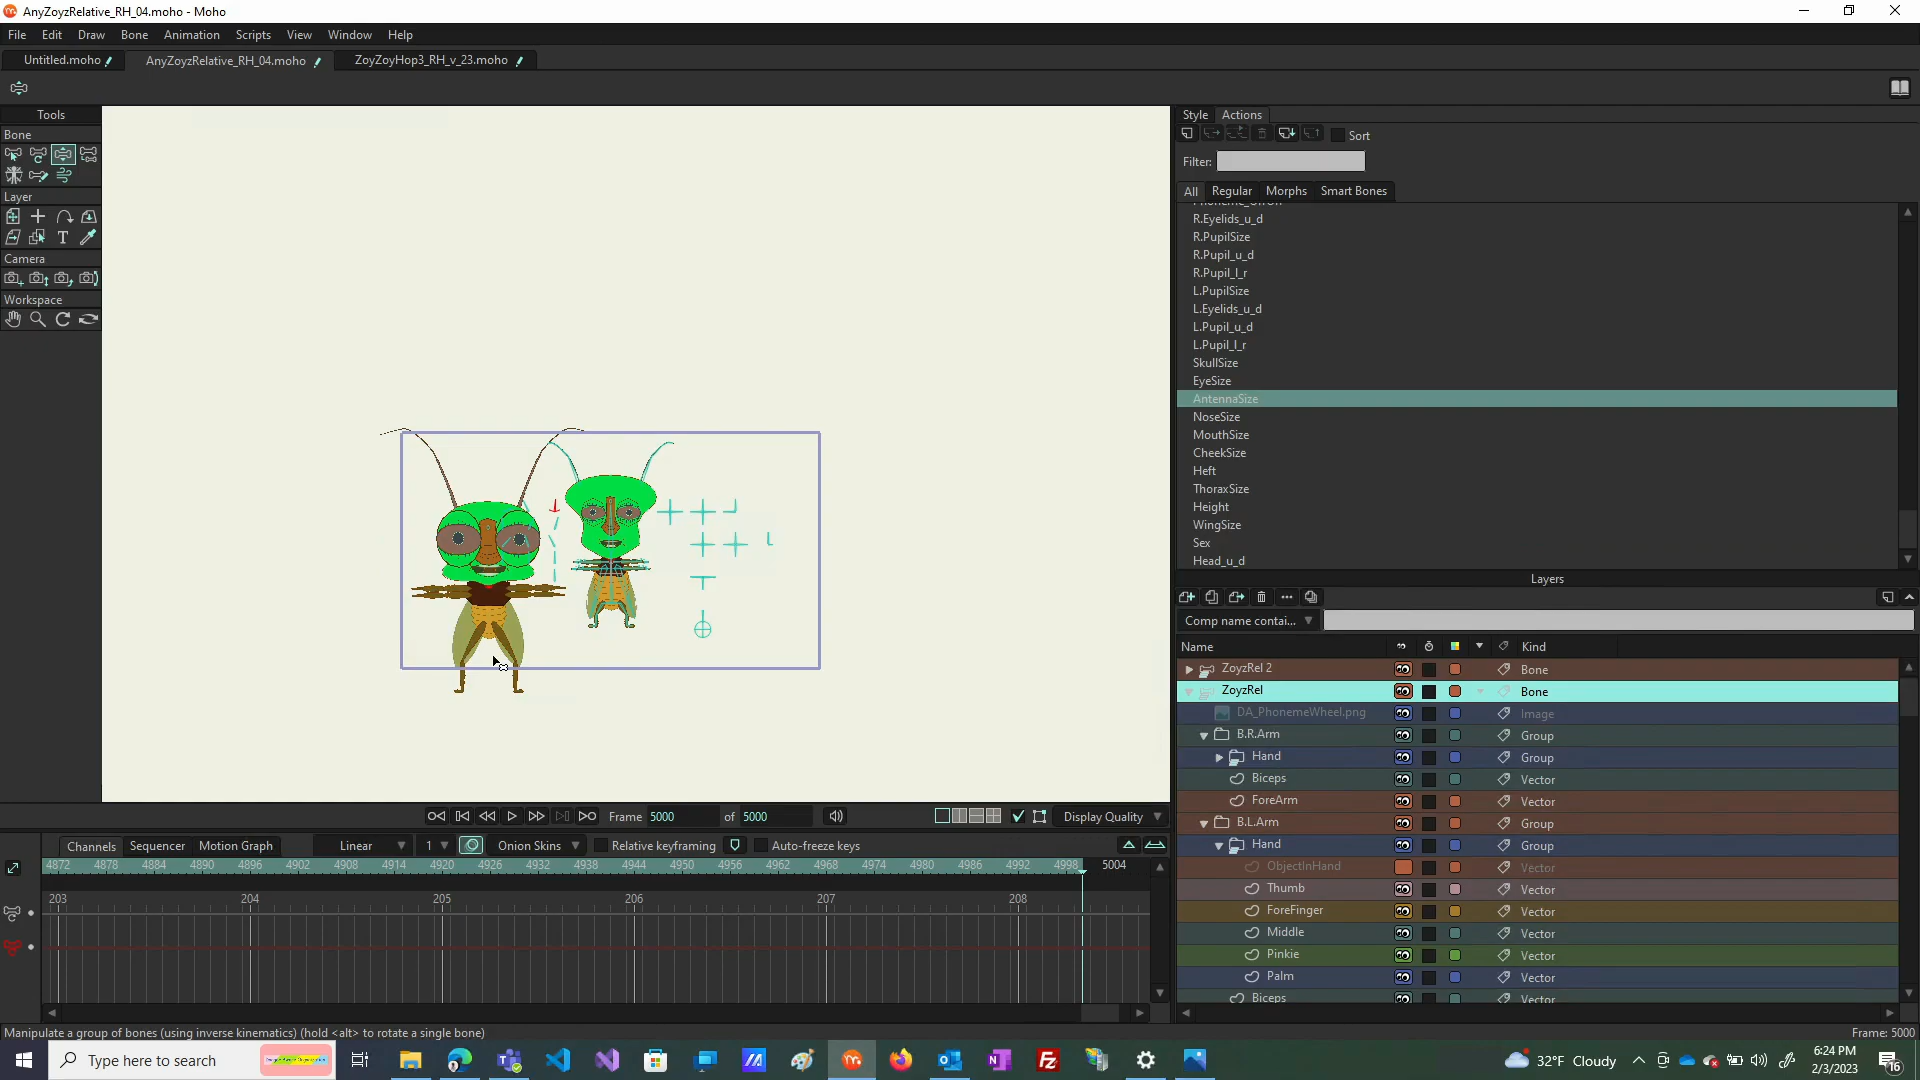 AnyZoyzRelative_RH_04.moho - Moho
File Edit Draw Bone Animation Scripts View Window Help
Untitled.moho AnyZoyzRelative_RH_04.moho ZoyZoyHop3_RH_v_23.moho
Tools
Bone
Layer
Camera
Workspace
Style Actions
Sort
Filter:
All Regular Morphs Smart Bones
R.Eyelids_u_d
R.PupilSize
R.Pupil_u_d
R.Pupil_l_r
L.PupilSize
L.Eyelids_u_d
L.Pupil_u_d
L.Pupil_l_r
SkullSize
EyeSize
AntennaSize
NoseSize
MouthSize
CheekSize
Heft
ThoraxSize
Height
WingSize
Sex
Head_u_d
Layers
Comp name contai...
Name Kind
ZoyzRel 2 Bone
ZoyzRel Bone
DA_PhonemeWheel.png Image
B.R.Arm Group
Hand Group
Biceps Vector
ForeArm Vector
B.L.Arm Group
Hand Group
ObjectInHand Vector
Thumb Vector
ForeFinger Vector
Middle Vector
Pinkie Vector
Palm Vector
Biceps Vector
Frame 5000 of 5000 Display Quality
Channels Sequencer Motion Graph Linear 1 Onion Skins Relative keyframing Auto-freeze keys
4872 4878 4884 4890 4896 4902 4908 4914 4920 4926 4932 4938 4944 4950 4956 4962 4968 4974 4980 4986 4992 4998 5004
203 204 205 206 207 208
Manipulate a group of bones (using inverse kinematics) (hold <alt> to rotate a single bone) Frame: 5000
Type here to search
32°F Cloudy
6:24 PM
2/3/2023
16